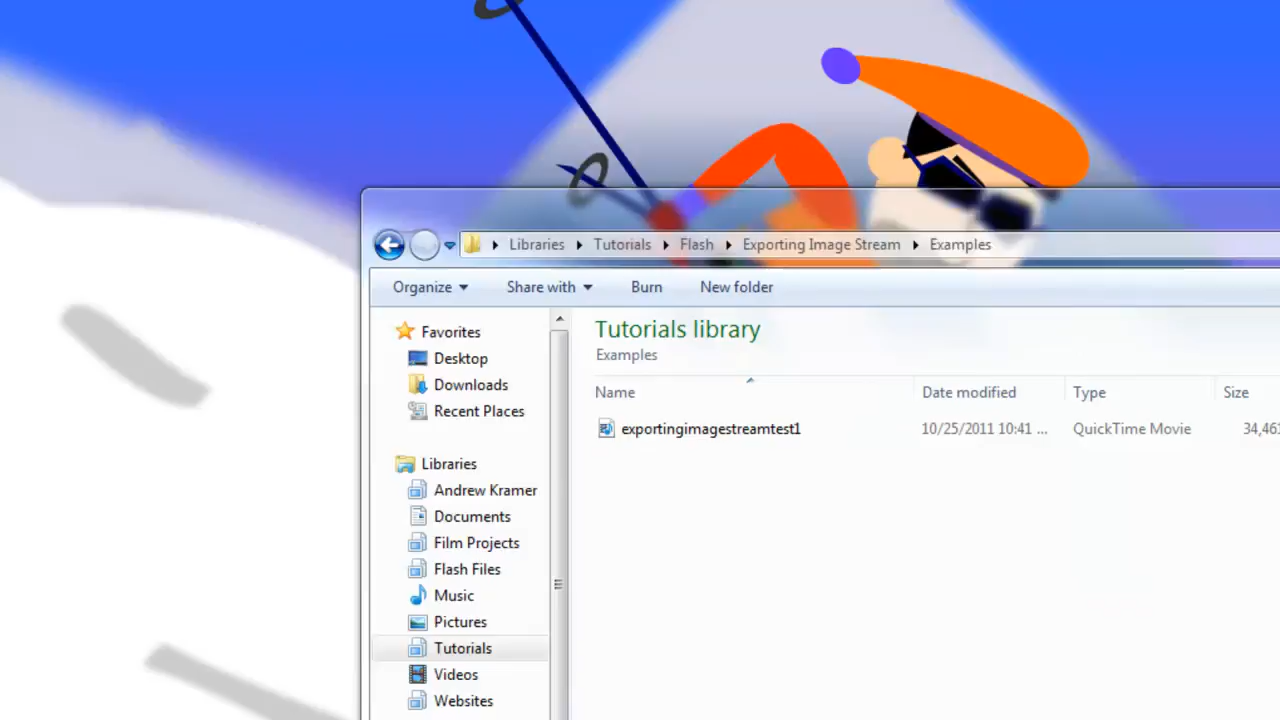 Libraries Tutorials Flash Exporting Image Stream Examples
Organize Share with Burn New folder
Favorites
Desktop
Downloads
Recent Places
Libraries
Andrew Kramer
Documents
Film Projects
Flash Files
Music
Pictures
Tutorials
Videos
Websites
Tutorials library
Examples
Name Date modified Type Size
exportingimagestreamtest1 10/25/2011 10:41 ... QuickTime Movie